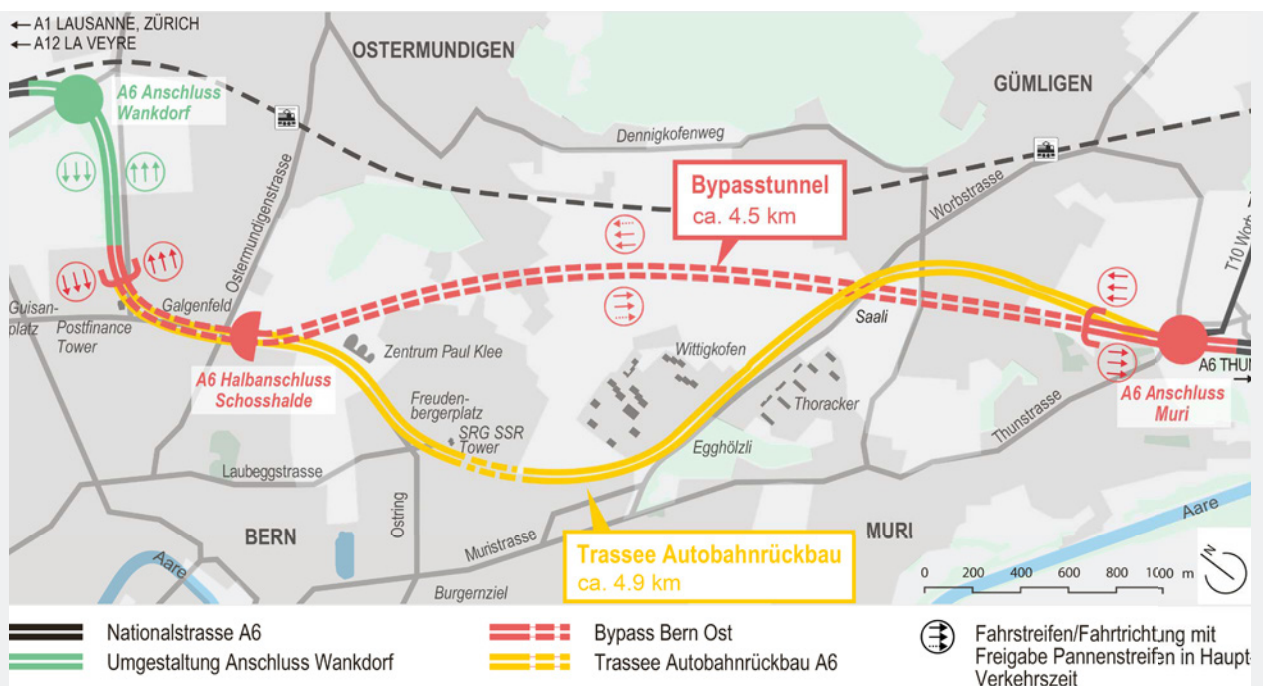 ← A1 LAUSANNE, ZÜRICH
← A12 LA VEYRE
OSTERMUNDIGEN
GÜMLIGEN
A6 Anschluss
Wankdorf
Dennigkofenweg
Ostermundigenstrasse
Bypasstunnel
ca. 4.5 km
Worbstrasse
T10 Worb
Guisan-
platz
Postfinance
Tower
Galgenfeld
Zentrum Paul Klee
A6 Halbanschluss
Schosshalde
Wittigkofen
Saali
Freuden-
bergerplatz
SRG SSR
Tower
Thoracker
A6 THUN
A6 Anschluss
Muri
Egghölzli
Thunstrasse
Laubeggstrasse
Ostring
BERN
Muristrasse
MURI
Aare
Aare
Trassee Autobahnrückbau
ca. 4.9 km
Burgernziel
0 200 400 600 800 1000 m
N
Nationalstrasse A6
Umgestaltung Anschluss Wankdorf
Bypass Bern Ost
Trassee Autobahnrückbau A6
Fahrstreifen/Fahrtrichtung mit
Freigabe Pannenstreifen in Haupt-
Verkehrszeit